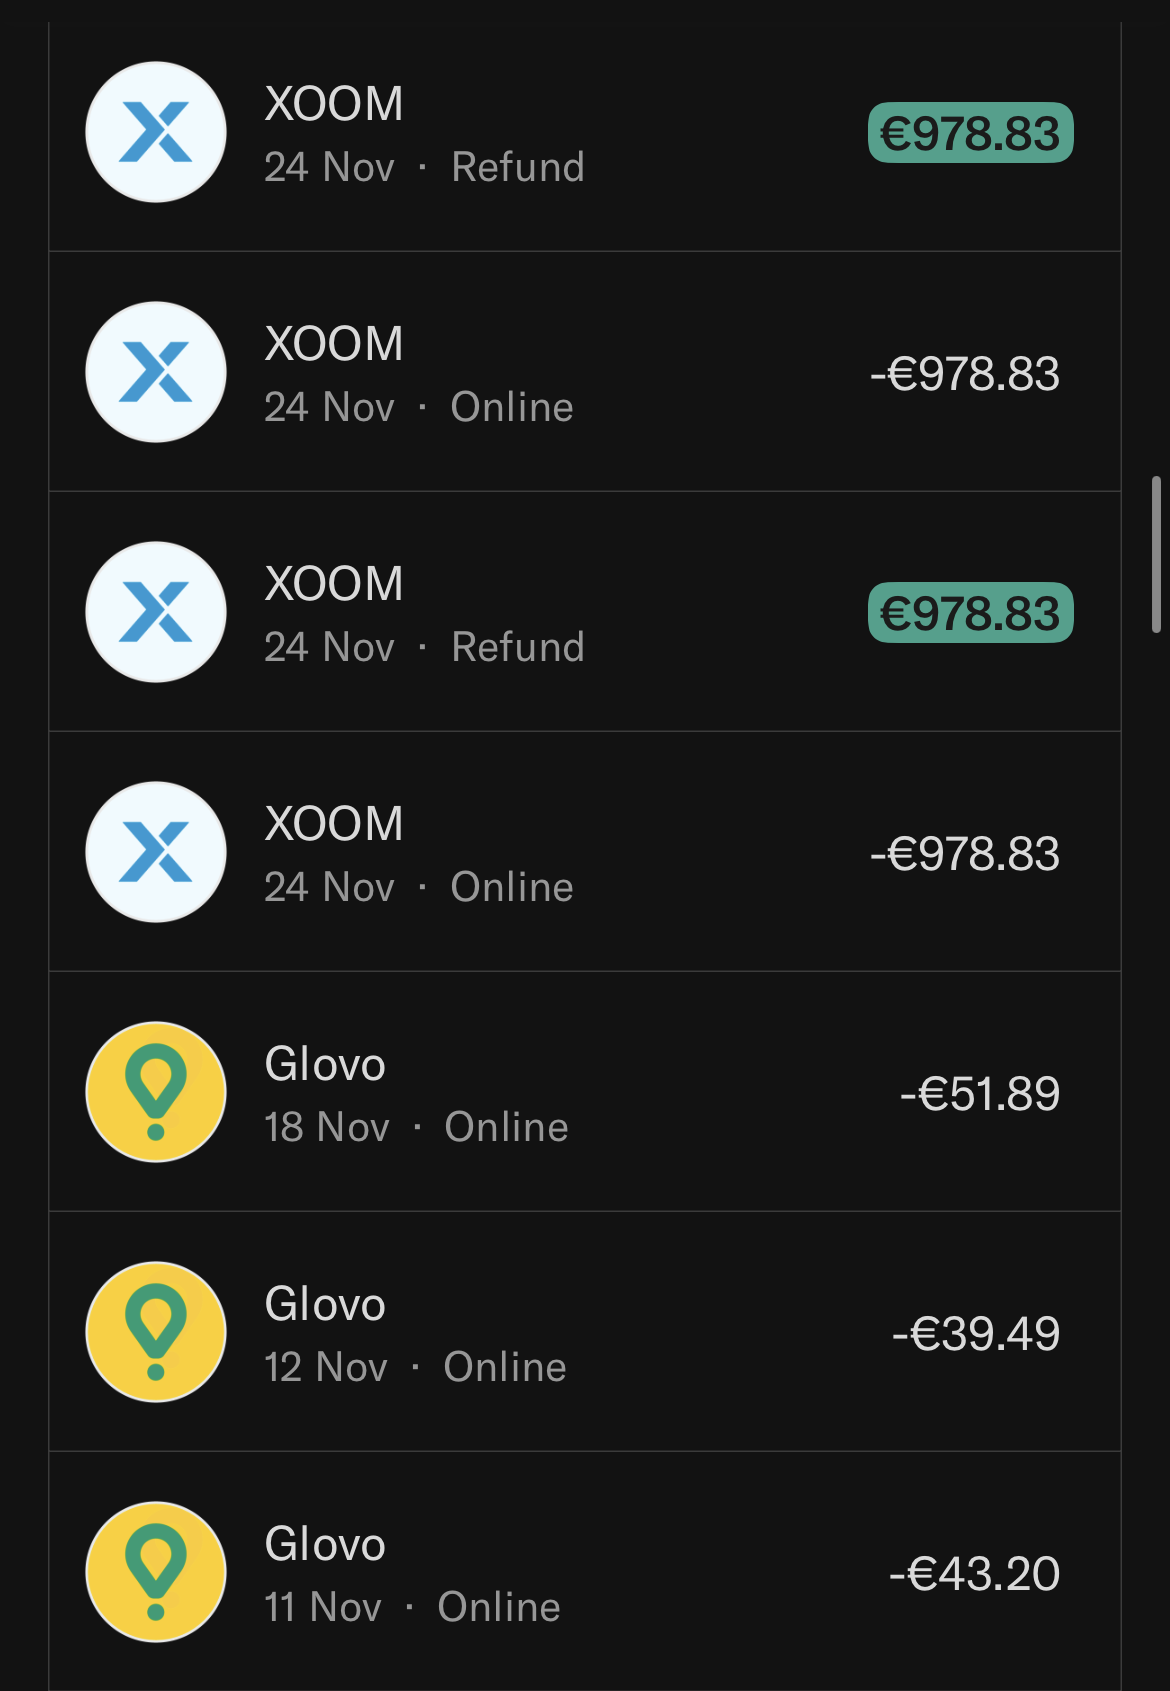 XOOM
24 Nov · Refund
€978.83
XOOM
24 Nov · Online
-€978.83
XOOM
24 Nov · Refund
€978.83
XOOM
24 Nov · Online
-€978.83
Glovo
18 Nov · Online
-€51.89
Glovo
12 Nov · Online
-€39.49
Glovo
11 Nov · Online
-€43.20